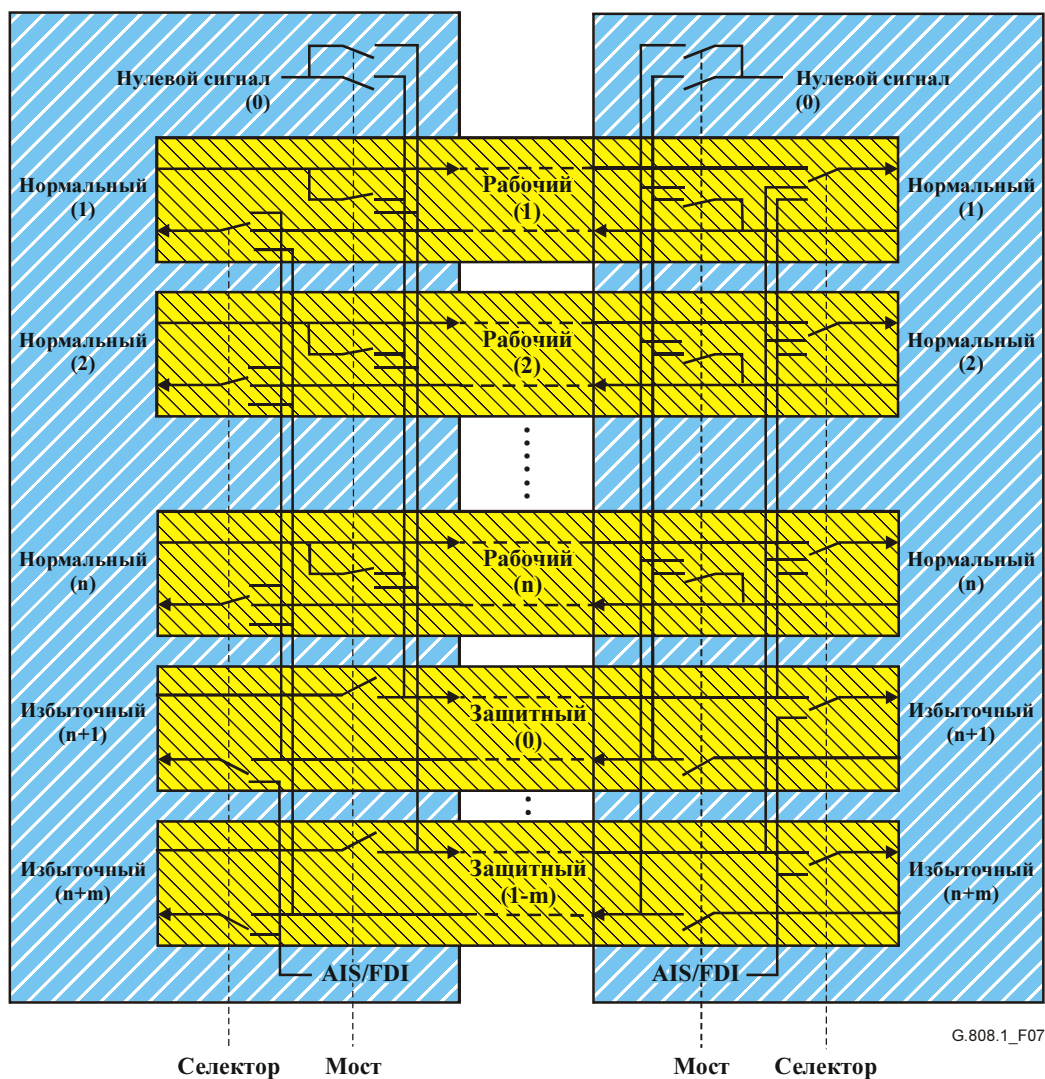 Нулевой сигнал
(0)
Нулевой сигнал
(0)
Нормальный
(1)
Рабочий
(1)
Нормальный
(1)
Нормальный
(2)
Рабочий
(2)
Нормальный
(2)
Нормальный
(n)
Рабочий
(n)
Нормальный
(n)
Избыточный
(n+1)
Защитный
(0)
Избыточный
(n+1)
Избыточный
(n+m)
Защитный
(1-m)
Избыточный
(n+m)
AIS/FDI
AIS/FDI
G.808.1_F07
Селектор
Мост
Мост
Селектор